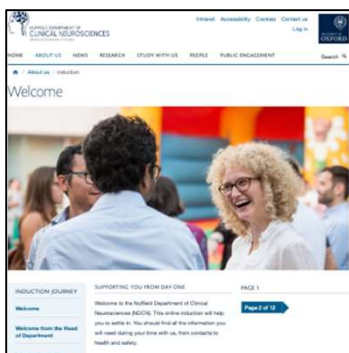 NUFFIELD DEPARTMENT OF
CLINICAL NEUROSCIENCES
Intranet Accessibility Cookies Contact us
Log in
OXFORD
HOME ABOUT US NEWS RESEARCH STUDY WITH US PEOPLE PUBLIC ENGAGEMENT
Search
/ About us / Induction
Welcome
INDUCTION JOURNEY
Welcome
Welcome from the Head
of Department
SUPPORTING YOU FROM DAY ONE
Welcome to the Nuffield Department of Clinical
Neurosciences (NDCN). This online induction will help
you to settle in. You should find all the information you
will need during your time with us, from contacts to
health and safety.
PAGE 1
Page 2 of 12